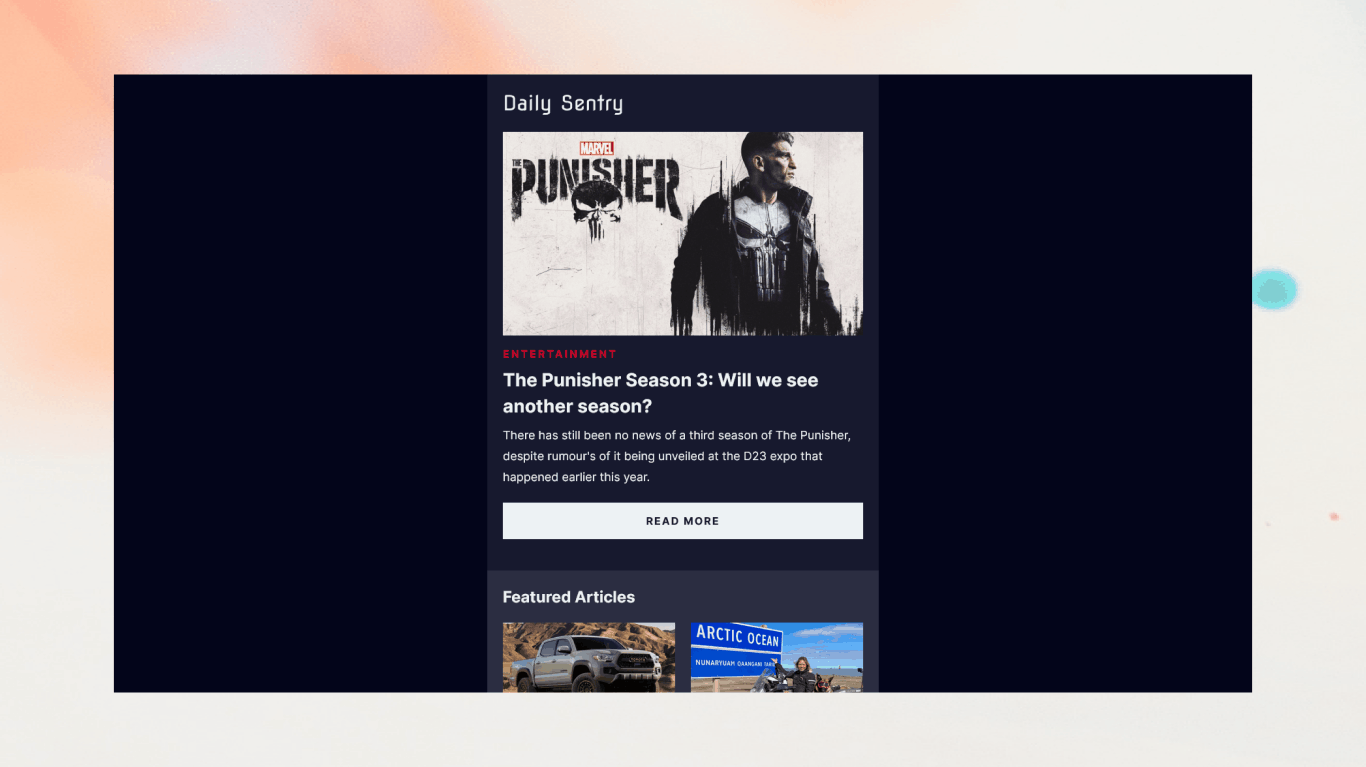 Daily Sentry
MARVEL
THE
PUNISHER
ENTERTAINMENT
The Punisher Season 3: Will we see
another season?
There has still been no news of a third season of The Punisher,
despite rumour's of it being unveiled at the D23 expo that
happened earlier this year.
READ MORE
Featured Articles
ARCTIC OCEAN
NUNARYUAM QAANGANI